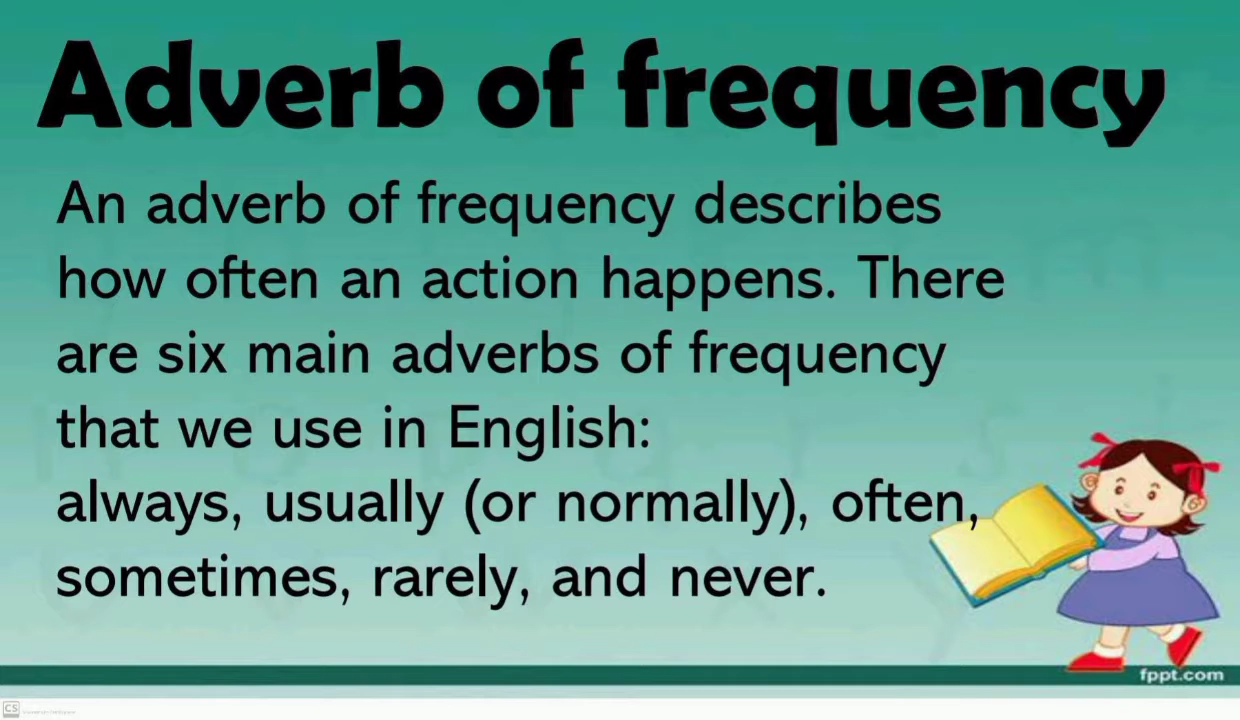 Adverb of frequency
An adverb of frequency describes
how often an action happens. There
are six main adverbs of frequency
that we use in English:
always, usually (or normally), often,
sometimes, rarely, and never.
fppt.com
CS